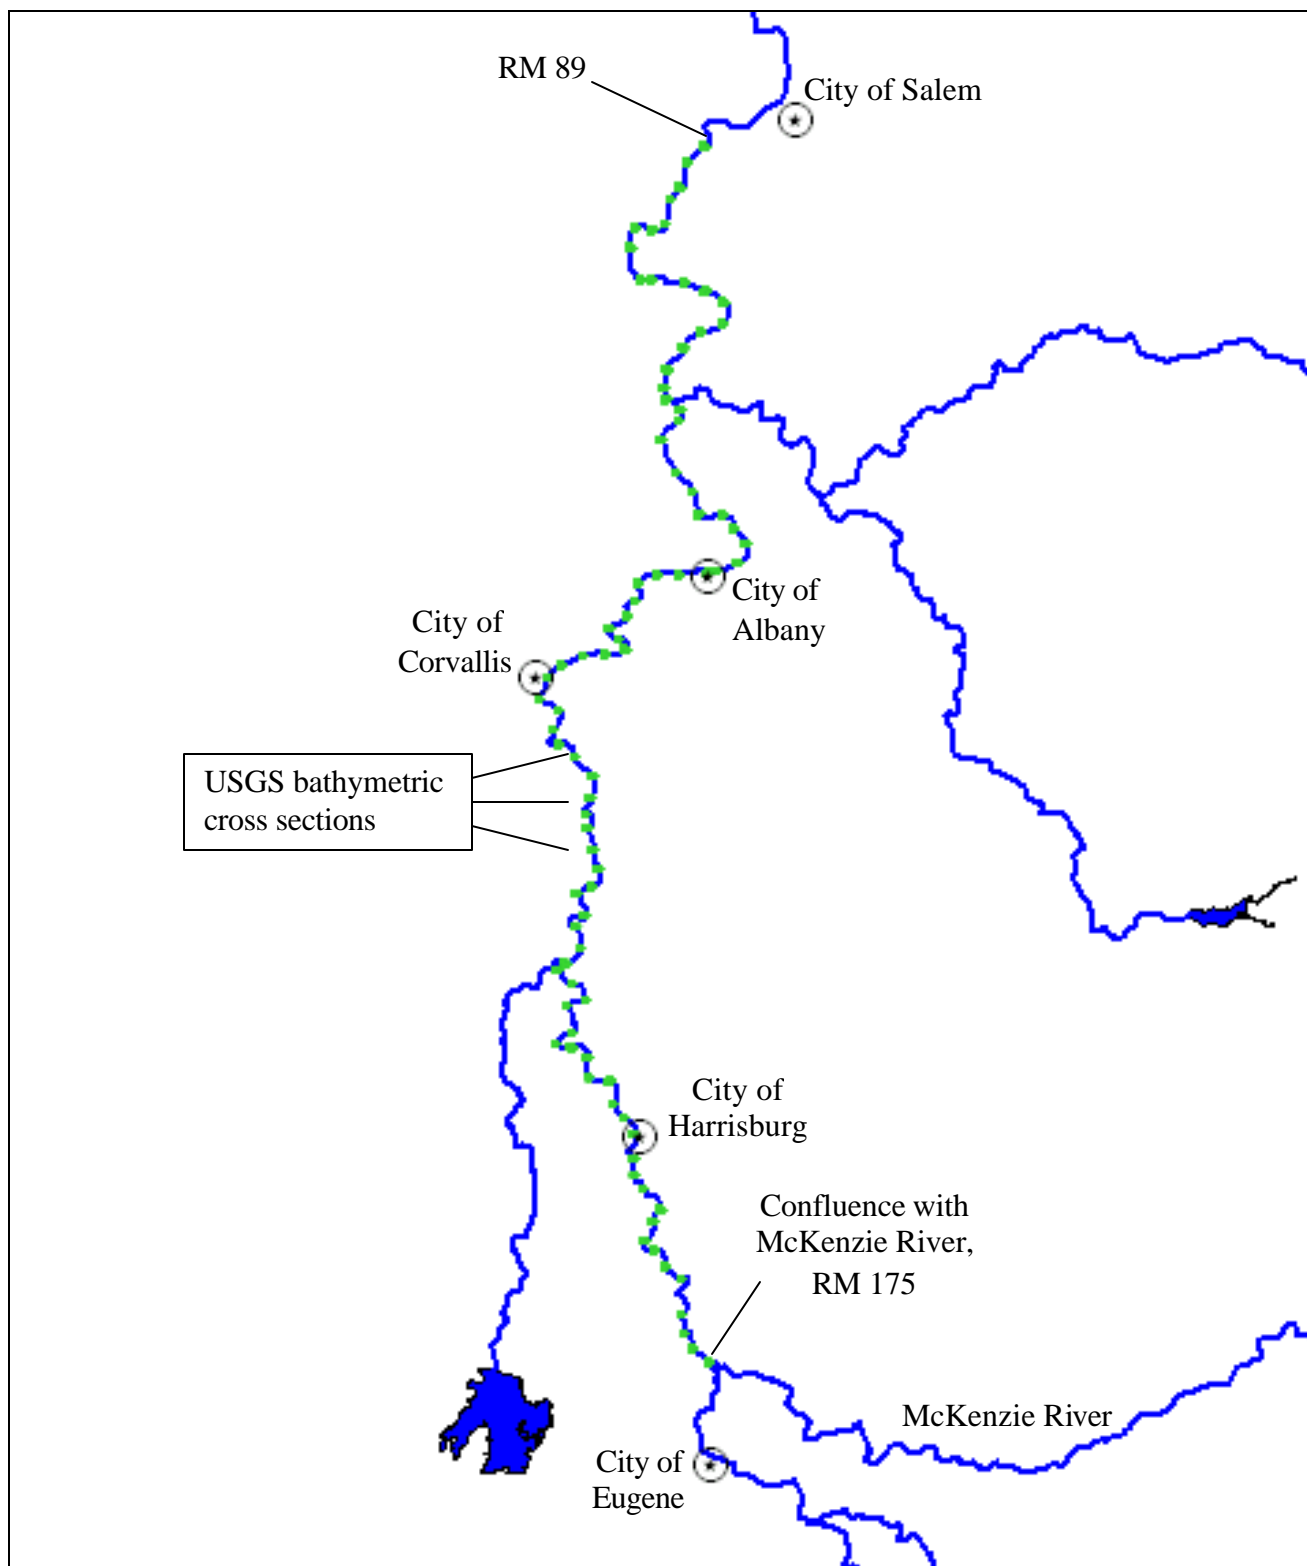 RM 89
City of Salem
City of
Albany
City of
Corvallis
USGS bathymetric
cross sections
City of
Harrisburg
Confluence with
McKenzie River,
RM 175
McKenzie River
City of
Eugene